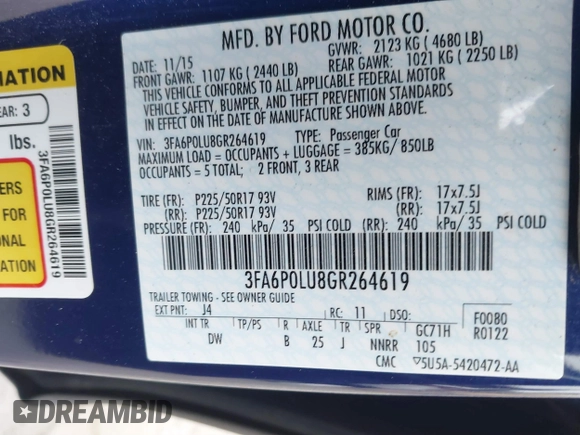 MFD. BY FORD MOTOR CO.
DATE: 11/15 GVWR: 2123 KG ( 4680 LB)
FRONT GAWR: 1107 KG ( 2440 LB) REAR GAWR: 1021 KG ( 2250 LB)
THIS VEHICLE CONFORMS TO ALL APPLICABLE FEDERAL MOTOR
VEHICLE SAFETY, BUMPER, AND THEFT PREVENTION STANDARDS
IN EFFECT ON THE DATE OF MANUFACTURE SHOWN ABOVE.
VIN: 3FA6P0LU8GR264619 TYPE: Passenger Car
MAXIMUM LOAD = OCCUPANTS + LUGGAGE = 385KG/ 850LB
OCCUPANTS = 5 TOTAL; 2 FRONT, 3 REAR
TIRE (FR): P225/50R17 93V RIMS (FR): 17x7.5J
(RR): P225/50R17 93V (RR): 17x7.5J
PRESSURE (FR): 240 kPa/ 35 PSI COLD (RR): 240 kPa/ 35 PSI COLD
3FA6P0LU8GR264619
TRAILER TOWING - SEE OWNER GUIDE
EXT PNT: J4 RC: 11 DSO: F0080
R0122
INT TR TP/PS R AXLE TR SPR GC71H
DW B 25 J NNRR 105
CMC 5U5A-5420472-AA
MATION
EAR: 3
lbs.
ERS
FOR
ONAL
ATION
3FA6P0LU8GR264619
DREAMBID